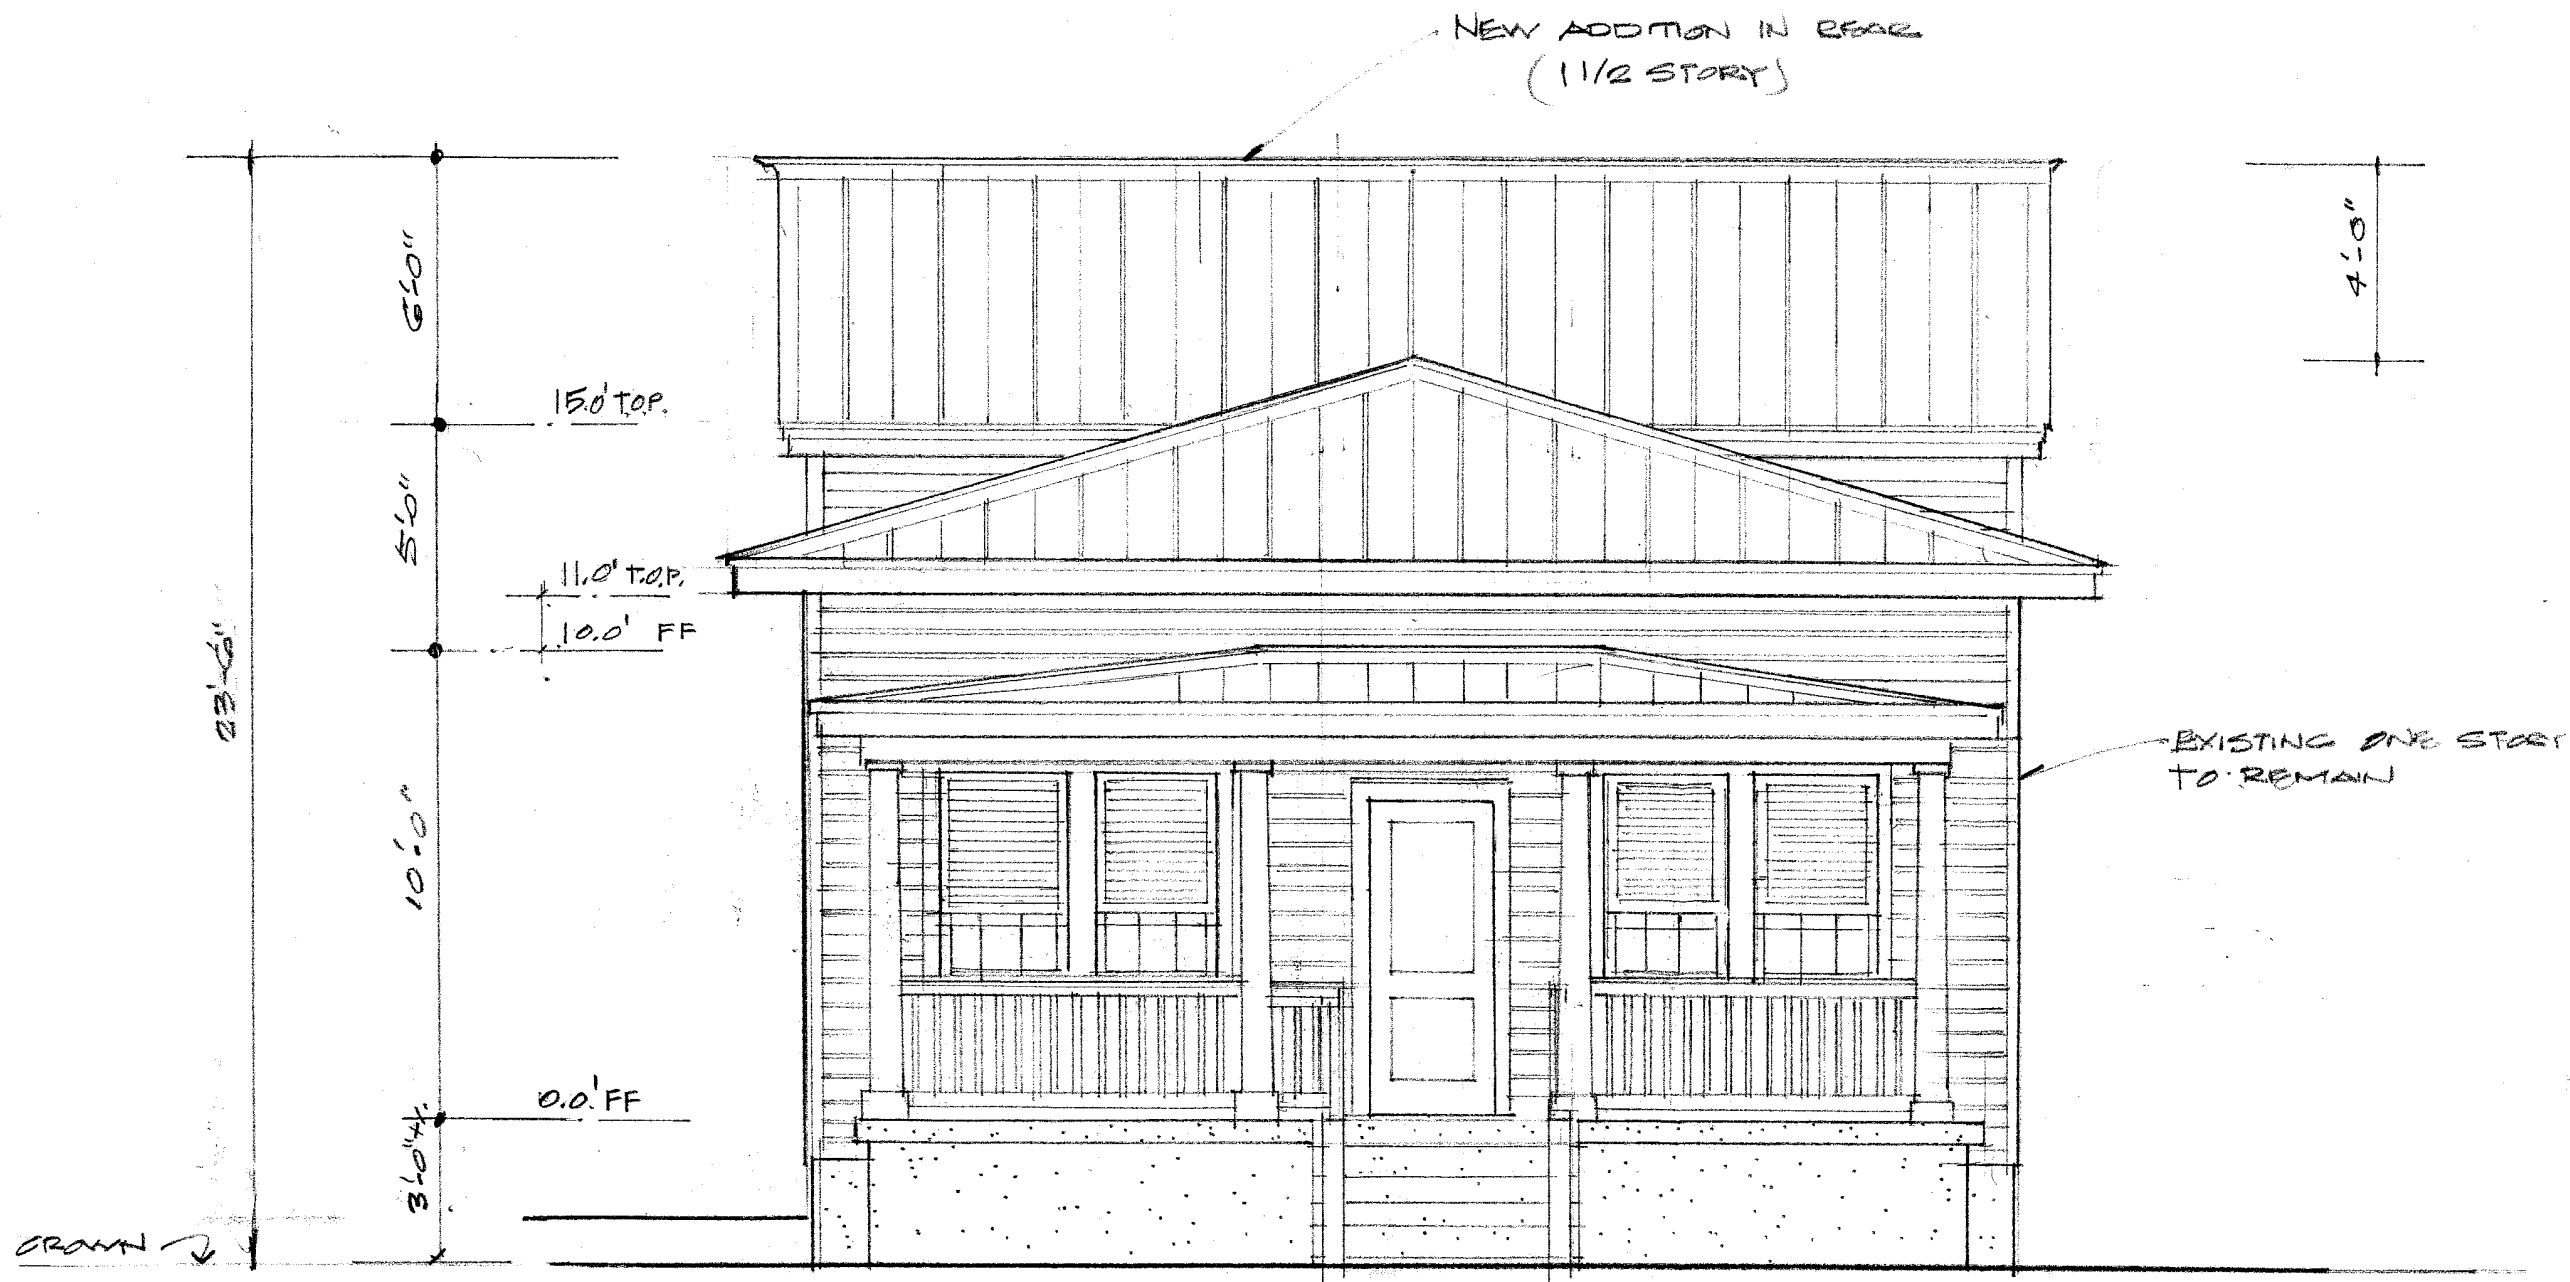 NEW ADDITION IN REAR
(1 1/2 STORY)
6'-0"
4'-0"
15.0' T.O.P.
5'-0"
11.0' T.O.P.
10.0' FF
23'-6"
EXISTING ONE STORY
TO REMAIN
10'-0"
0.0' FF
3'-0" +/-
CROWN